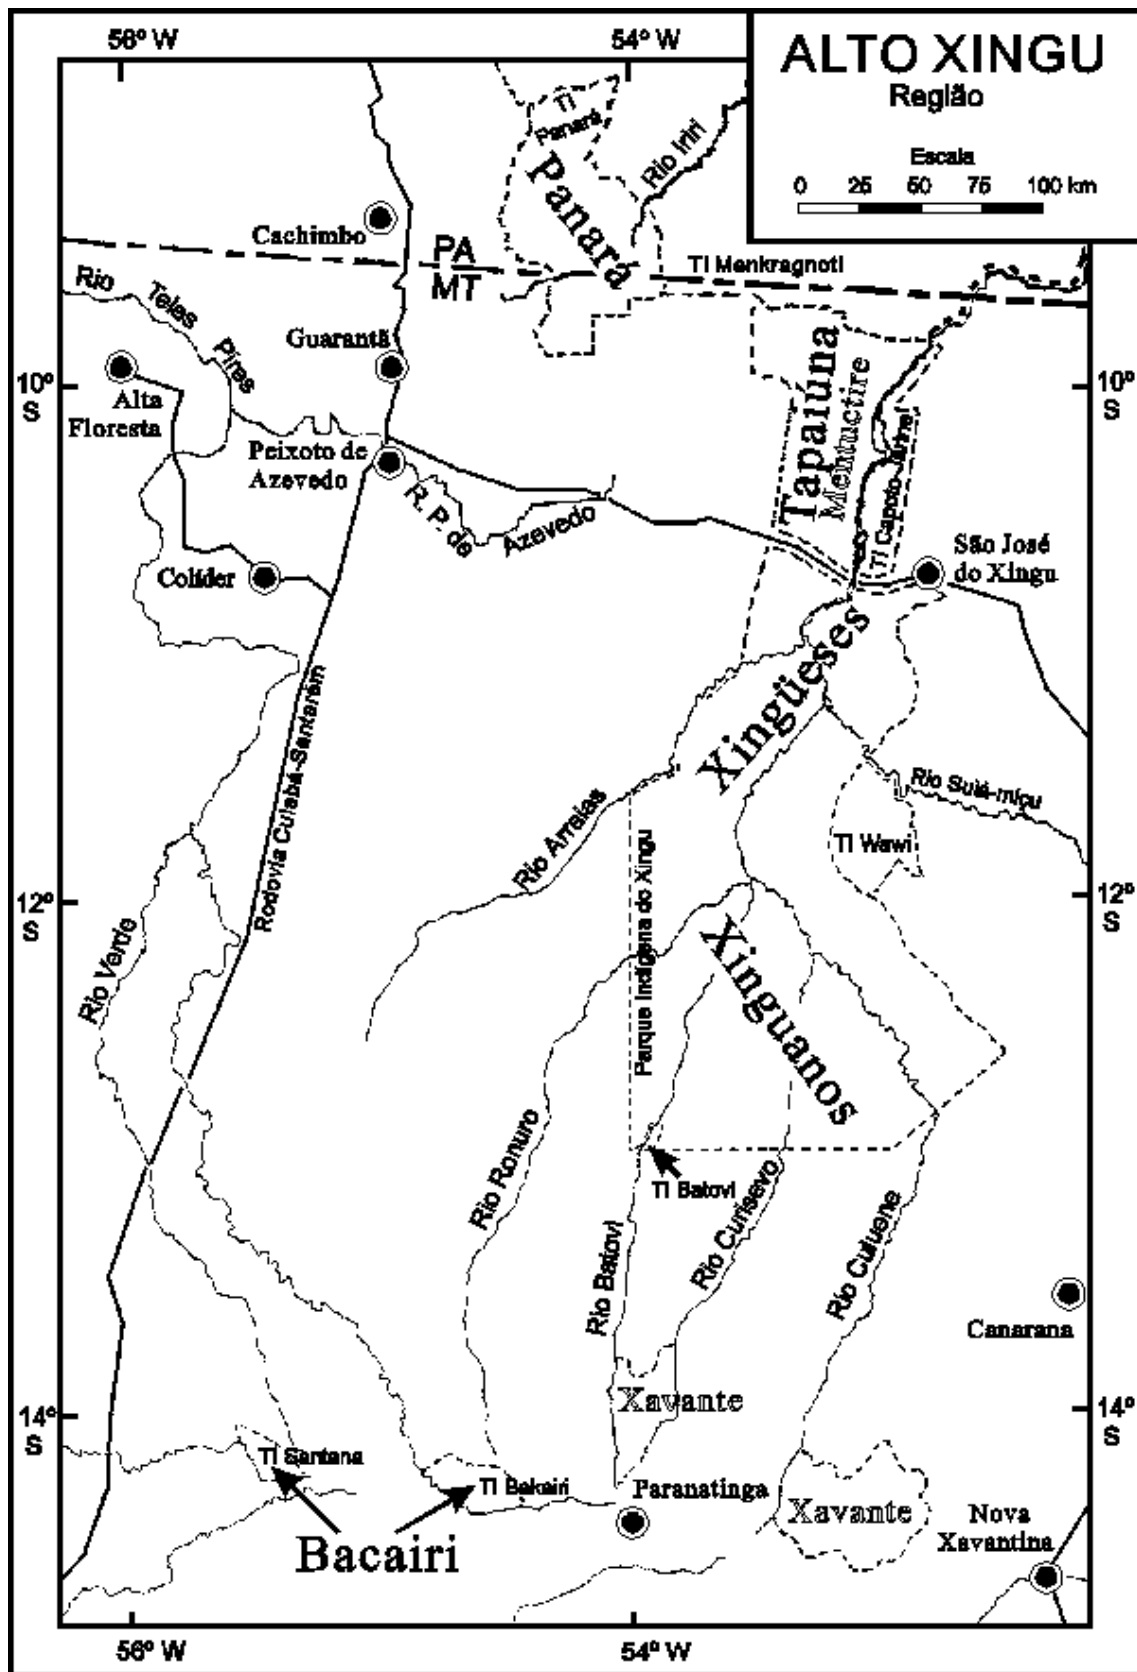 56º W
54º W
ALTO XINGU
Região
Escala
0 25 50 75 100 km
TI
Panará
Rio Iriri
Panará
Cachimbo
PA
MT
TI Menkragnoti
Rio
Teles
Pires
Guarantã
10º
S
10º
S
Alta
Floresta
Tapaiuna
Mentuctire
TI Capoto-Jarina
Peixoto de
Azevedo
R. P. de
Azevedo
São José
do Xingu
Colíder
Xingüeses
Rodovia Cuiabá-Santarém
Rio Suiá-miçu
Rio Arraias
TI Wawi
Parque Indígena do Xingu
12º
S
12º
S
Rio Verde
Xinguanos
Rio Ronuro
TI Batovi
Rio Batovi
Rio Curisevo
Rio Culuene
Canarana
Xavante
14º
S
14º
S
TI Santana
TI Bakairi
Paranatinga
Xavante
Nova
Xavantina
Bacairi
56º W
54º W